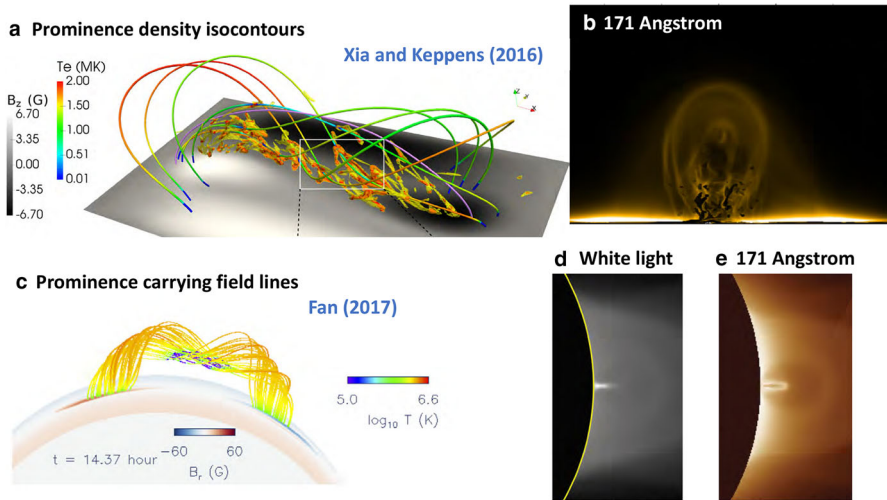 a Prominence density isocontours
Xia and Keppens (2016)
Te (MK)
2.00
1.50
1.00
0.51
0.01
B_z (G)
6.70
3.35
0.00
-3.35
-6.70
b 171 Angstrom
c Prominence carrying field lines
Fan (2017)
5.0 6.6
log₁₀ T (K)
t = 14.37 hour
-60 60
B_r (G)
d White light
e 171 Angstrom